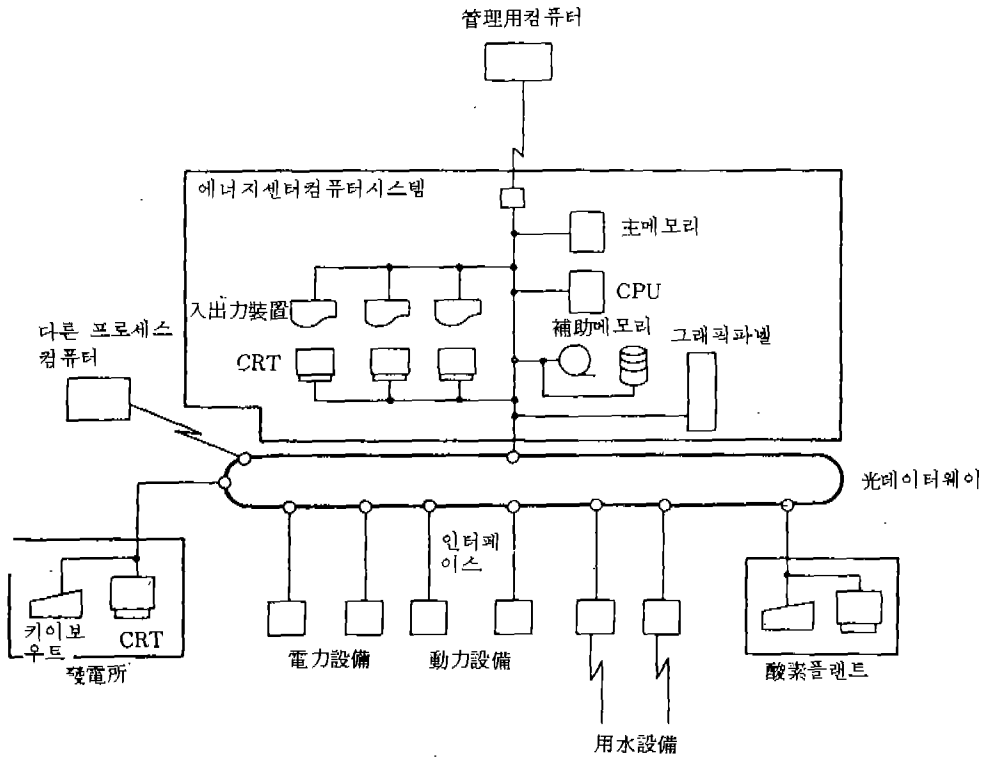 管理用컴퓨터
에너지센터컴퓨터시스템
主메모리
CPU
入出力裝置
補助메모리
그래픽파넬
다른 프로세스
컴퓨터
CRT
光데이터웨이
인터페
이스
키이보
우트
CRT
發電所
電力設備
動力設備
酸素플랜트
用水設備